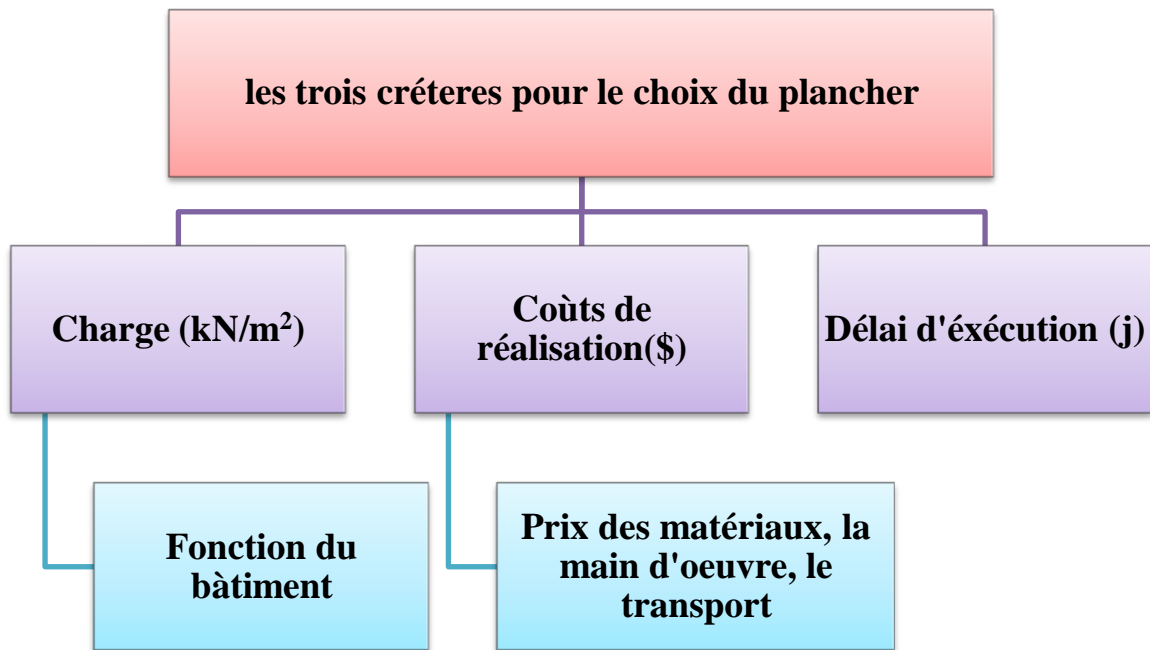 les trois créteres pour le choix du plancher
Charge (kN/m²)
Coùts de
réalisation($)
Délai d'éxécution (j)
Fonction du
bàtiment
Prix des matériaux, la
main d'oeuvre, le
transport